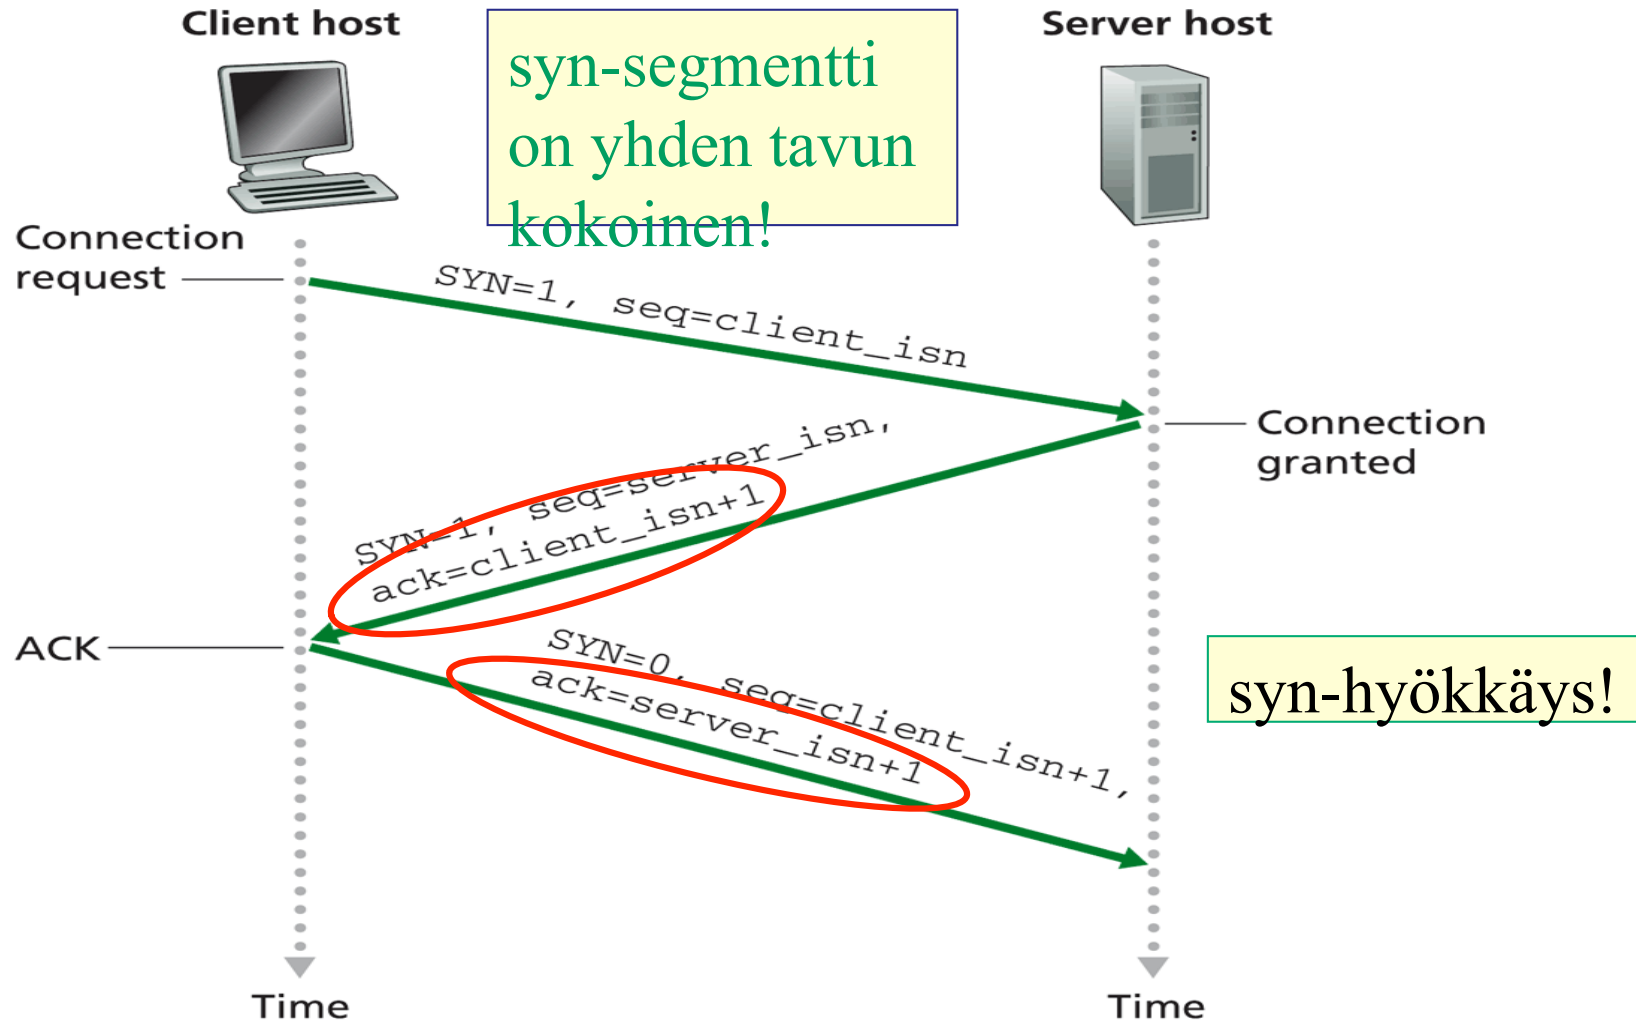 Client host
Server host
syn-segmentti
on yhden tavun
kokoinen!
Connection
request
SYN=1, seq=client_isn
Connection
granted
SYN=1, seq=server_isn,
ack=client_isn+1
ACK
SYN=0, seq=client_isn+1,
ack=server_isn+1
syn-hyökkäys!
Time
Time